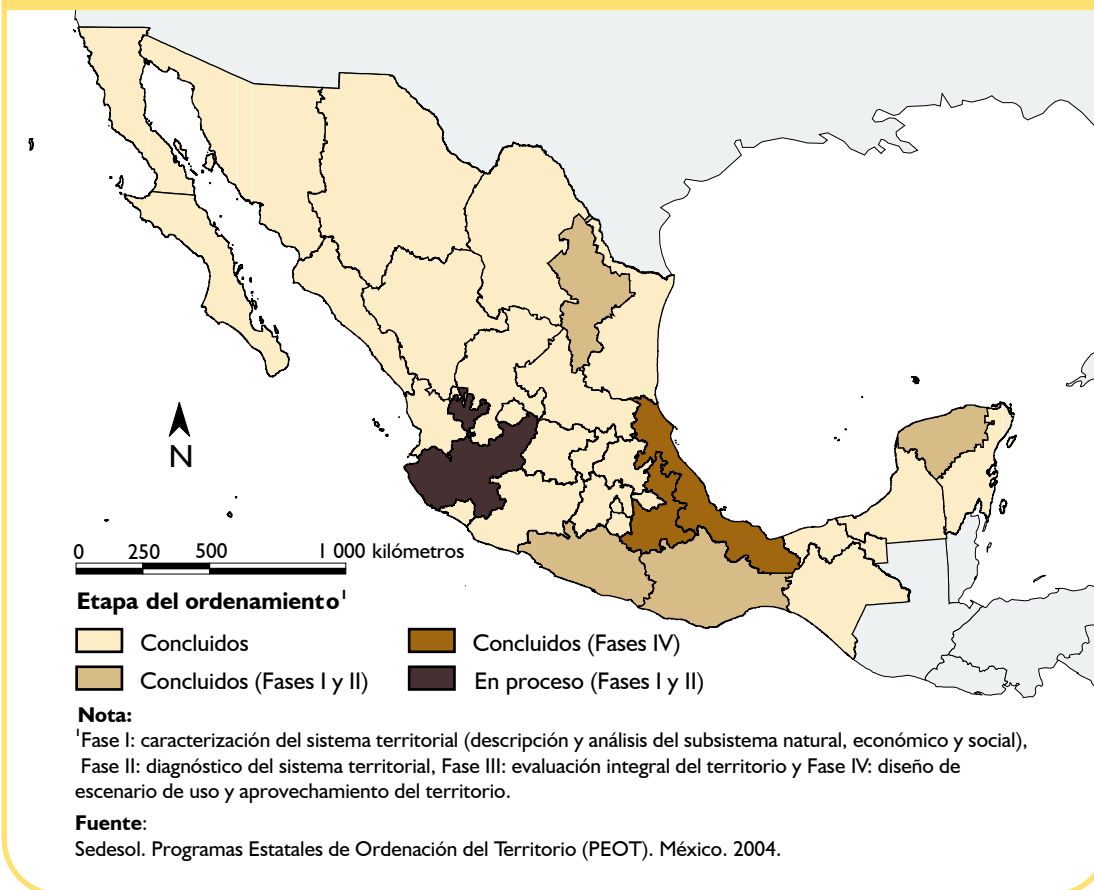 N
0 250 500 1 000 kilómetros
Etapa del ordenamiento¹
Concluidos
Concluidos (Fases IV)
Concluidos (Fases I y II)
En proceso (Fases I y II)
Nota:
¹Fase I: caracterización del sistema territorial (descripción y análisis del subsistema natural, económico y social),
Fase II: diagnóstico del sistema territorial, Fase III: evaluación integral del territorio y Fase IV: diseño de
escenario de uso y aprovechamiento del territorio.
Fuente:
Sedesol. Programas Estatales de Ordenación del Territorio (PEOT). México. 2004.